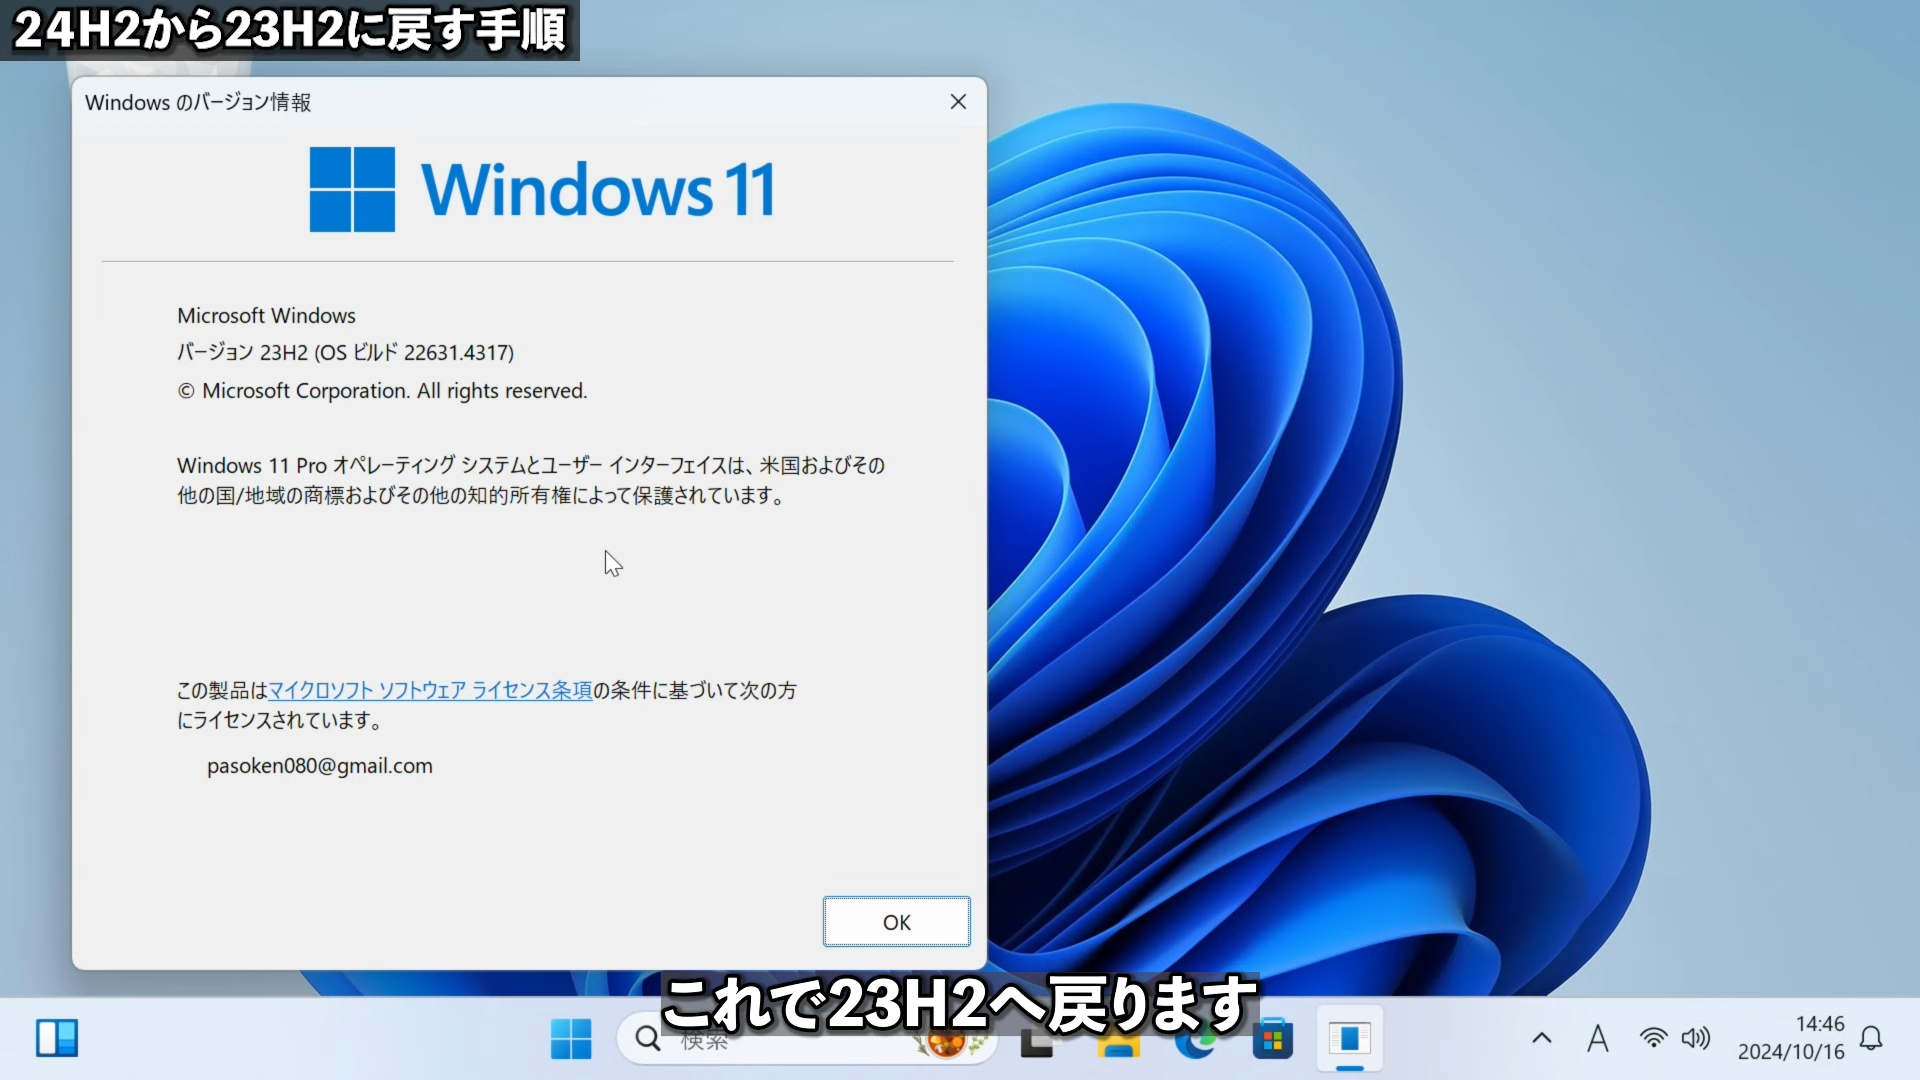 24H2から23H2に戻す手順
Windows のバージョン情報
Windows 11
Microsoft Windows
バージョン 23H2 (OS ビルド 22631.4317)
© Microsoft Corporation. All rights reserved.
Windows 11 Pro オペレーティング システムとユーザー インターフェイスは、米国およびその
他の国/地域の商標およびその他の知的所有権によって保護されています。
この製品はマイクロソフト ソフトウェア ライセンス条項の条件に基づいて次の方
にライセンスされています。
pasoken080@gmail.com
OK
これで23H2へ戻ります
検索
A
14:46
2024/10/16